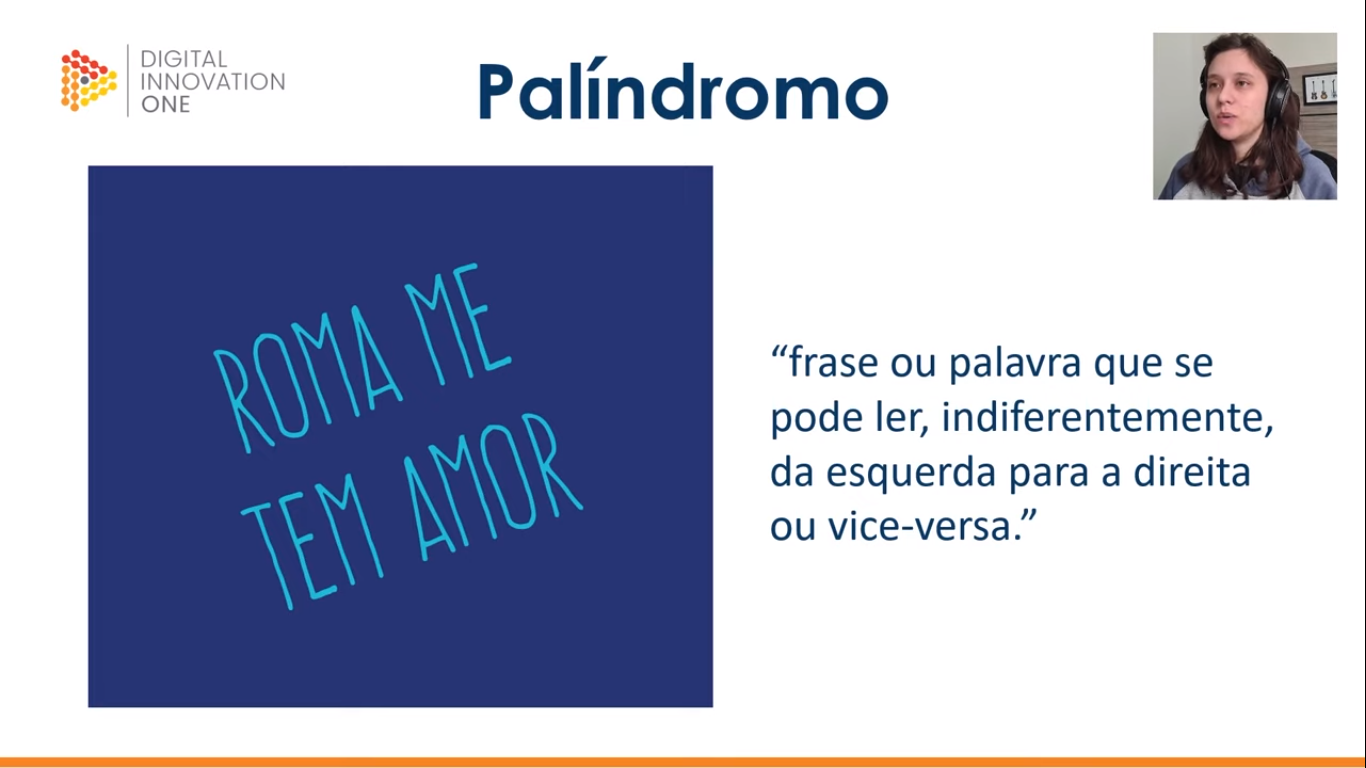 DIGITAL
INNOVATION
ONE
Palíndromo
ROMA ME
TEM AMOR
“frase ou palavra que se
pode ler, indiferentemente,
da esquerda para a direita
ou vice-versa.”